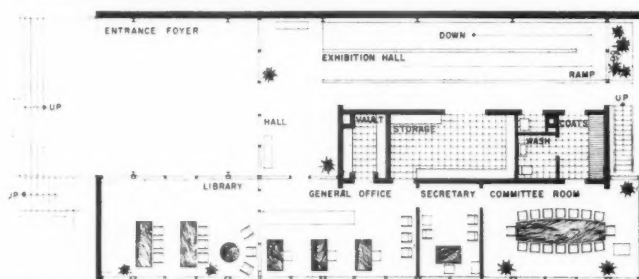 ENTRANCE FOYER
DOWN
EXHIBITION HALL
RAMP
UP
UP
HALL
VAULT
STORAGE
COATS
WASH
UP
LIBRARY
GENERAL OFFICE
SECRETARY
COMMITTEE ROOM